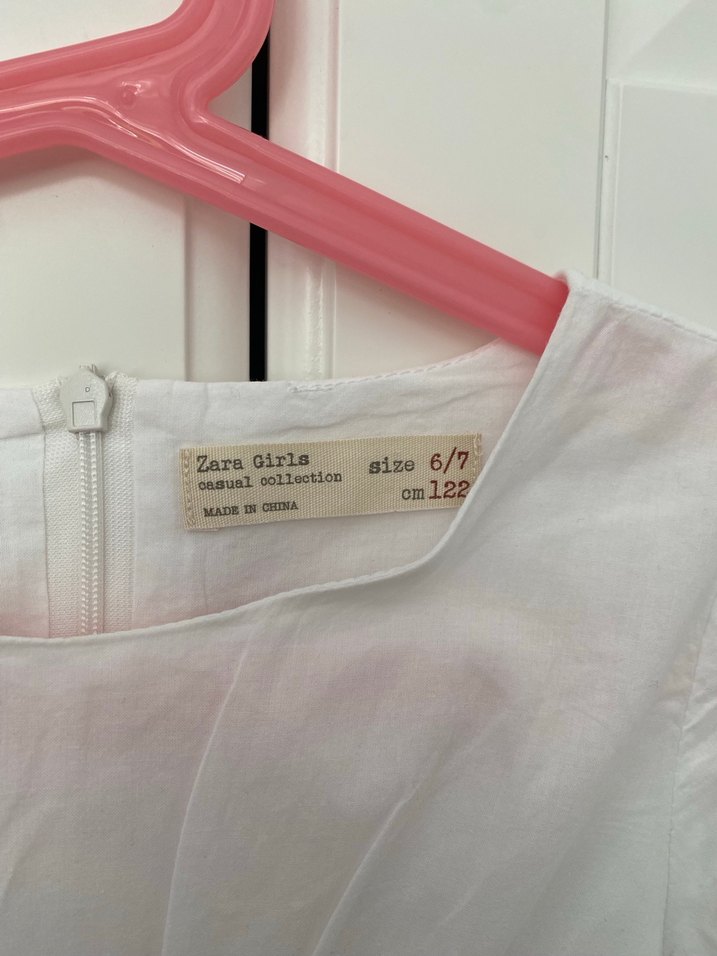 Zara Girls
casual collection
MADE IN CHINA
size 6/7
cm 122